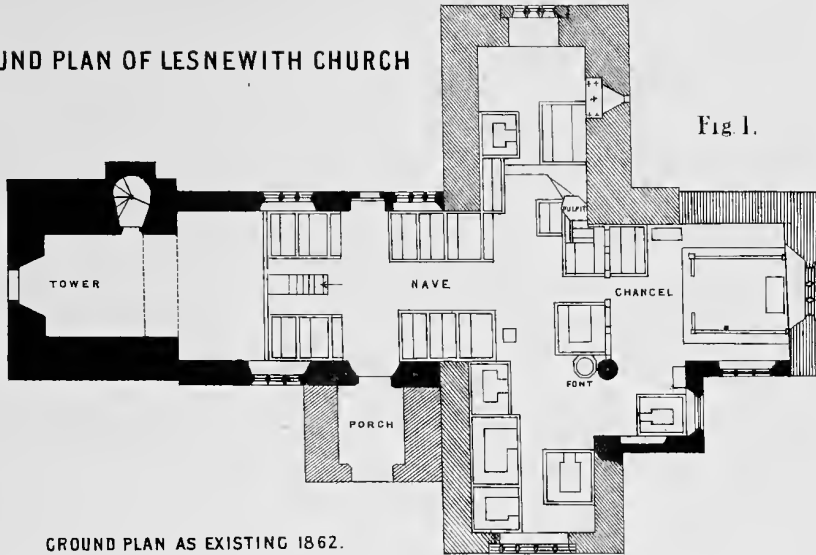 UND PLAN OF LESNEWITH CHURCH
Fig. 1.
PULPIT
TOWER
NAVE
CHANCEL
FONT
PORCH
GROUND PLAN AS EXISTING 1862.